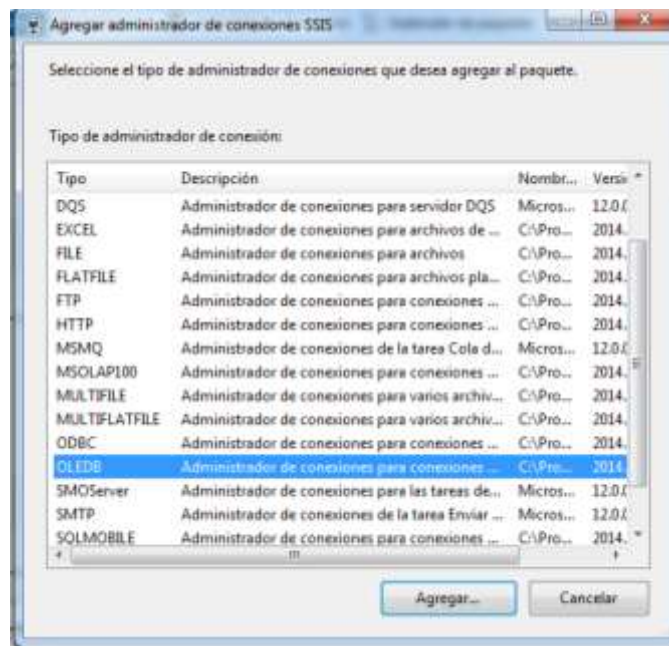 Agregar administrador de conexiones SSIS
Seleccione el tipo de administrador de conexiones que desea agregar al paquete.
Tipo de administrador de conexión:
Tipo Descripción Nombr... Versi
DQS Administrador de conexiones para servidor DQS Micros... 12.0.0
EXCEL Administrador de conexiones para archivos de ... C:\Pro... 2014.
FILE Administrador de conexiones para archivos C:\Pro... 2014.
FLATFILE Administrador de conexiones para archivos pla... C:\Pro... 2014.
FTP Administrador de conexiones para conexiones ... C:\Pro... 2014.
HTTP Administrador de conexiones para conexiones ... C:\Pro... 2014.
MSMQ Administrador de conexiones de la tarea Cola d... Micros... 12.0.0
MSOLAP100 Administrador de conexiones para conexiones ... C:\Pro... 2014.
MULTIFILE Administrador de conexiones para varios archiv... C:\Pro... 2014.
MULTIFLATFILE Administrador de conexiones para varios archiv... C:\Pro... 2014.
ODBC Administrador de conexiones para conexiones ... C:\Pro... 2014.
OLEDB Administrador de conexiones para conexiones ... C:\Pro... 2014.
SMOServer Administrador de conexiones para las tareas de... Micros... 12.0.0
SMTP Administrador de conexiones de la tarea Enviar ... Micros... 12.0.0
SQLMOBILE Administrador de conexiones para conexiones ... C:\Pro... 2014.
Agregar... Cancelar